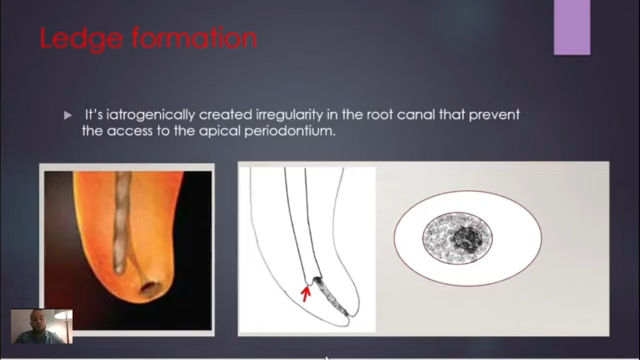 Ledge formation
It's iatrogenically created irregularity in the root canal that prevent
the access to the apical periodontium.